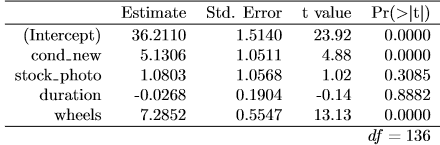 Estimate Std. Error t value Pr(>|t|)
(Intercept) 36.2110 1.5140 23.92 0.0000
cond_new 5.1306 1.0511 4.88 0.0000
stock_photo 1.0803 1.0568 1.02 0.3085
duration -0.0268 0.1904 -0.14 0.8882
wheels 7.2852 0.5547 13.13 0.0000
df = 136